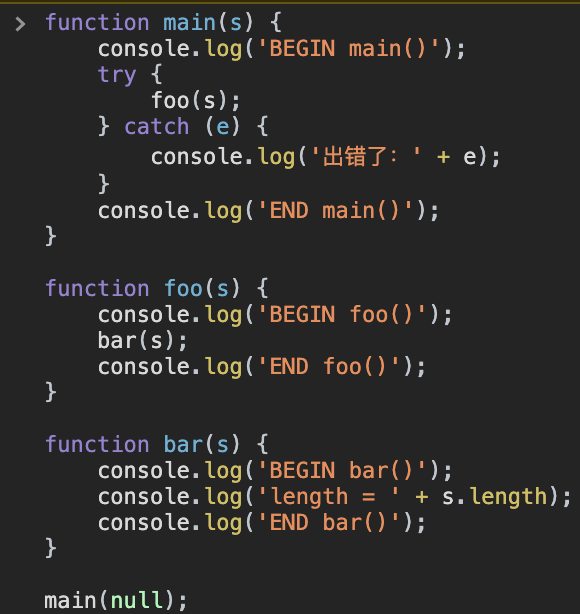 function main(s) {
    console.log('BEGIN main()');
    try {
        foo(s);
    } catch (e) {
        console.log('出错了：' + e);
    }
    console.log('END main()');
}

function foo(s) {
    console.log('BEGIN foo()');
    bar(s);
    console.log('END foo()');
}

function bar(s) {
    console.log('BEGIN bar()');
    console.log('length = ' + s.length);
    console.log('END bar()');
}

main(null);